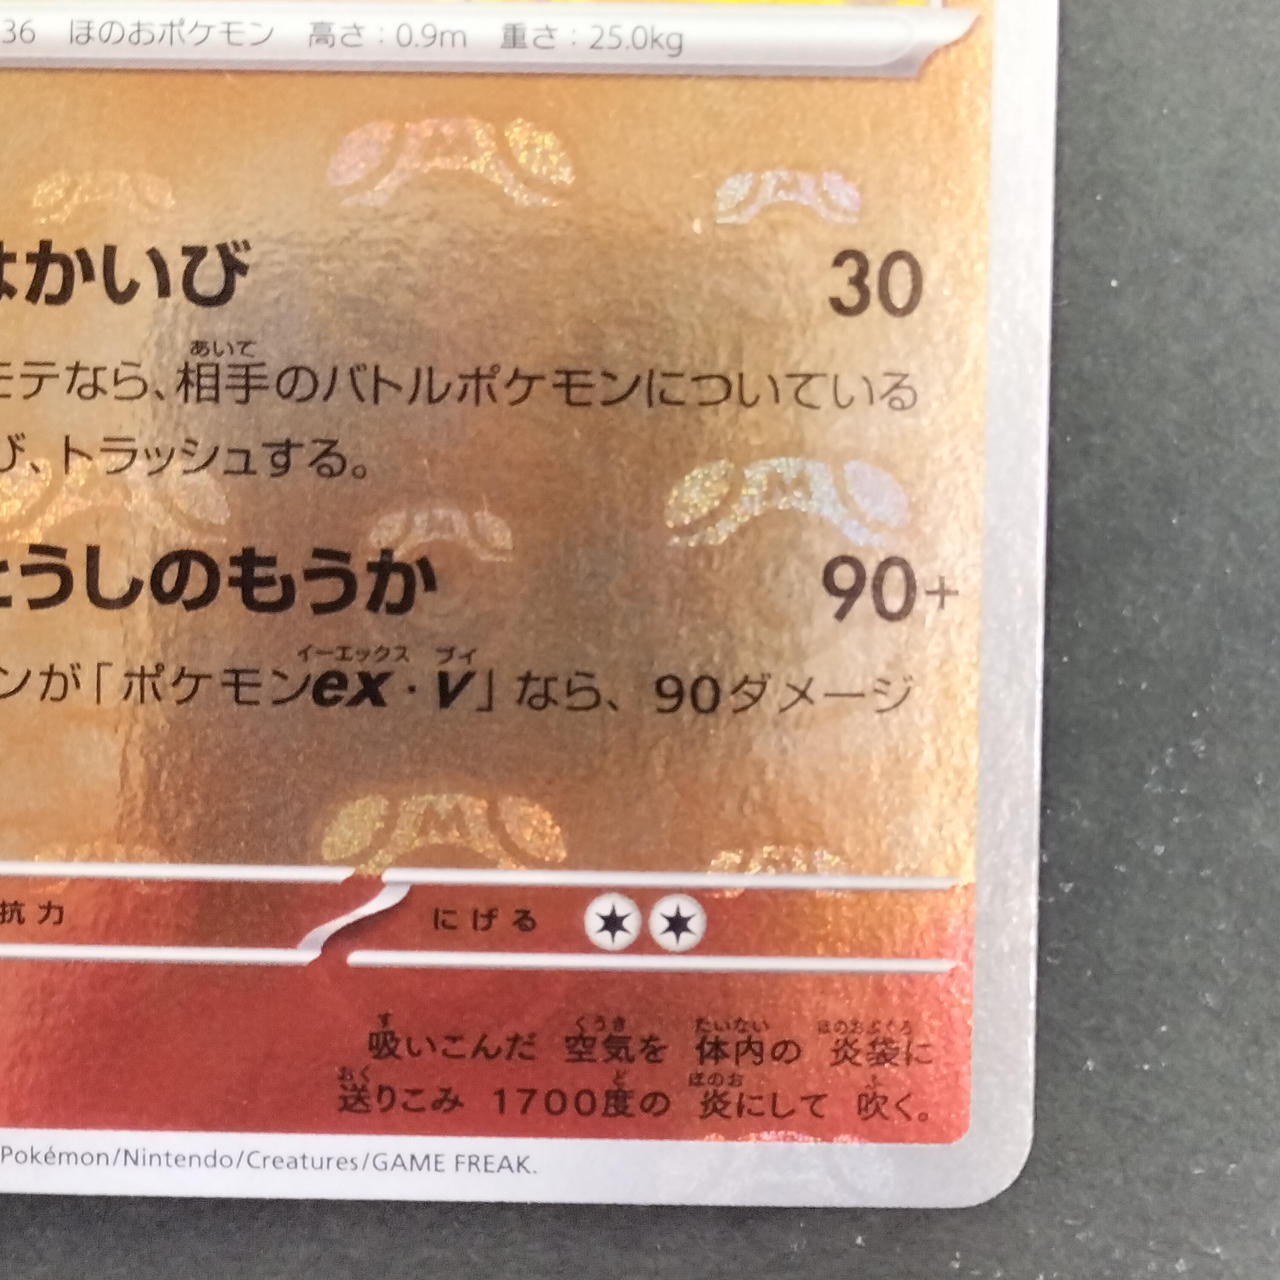 36 ほのおポケモン 高さ：0.9m 重さ：25.0kg
はかいび 30
あいて
モテなら、相手のバトルポケモンについている
び、トラッシュする。
とうしのもうか 90+
イーエックス ブイ
ンが「ポケモンex・V」なら、90ダメージ
抗力 にげる
す くうき たいない ほのおぶくろ
吸いこんだ 空気を 体内の 炎袋に
おく ど ほのお ふ
送りこみ 1700度の 炎にして 吹く。
Pokémon/Nintendo/Creatures/GAME FREAK.